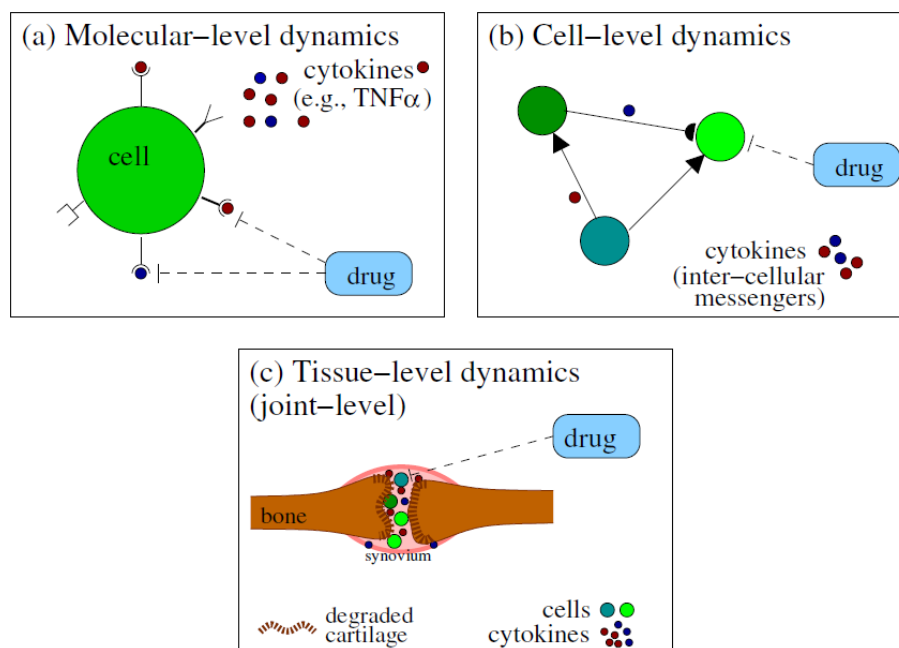 (a) Molecular−level dynamics
cytokines
(e.g., TNFα)
cell
drug
(b) Cell−level dynamics
drug
cytokines
(inter−cellular
messengers)
(c) Tissue−level dynamics
(joint−level)
drug
bone
synovium
degraded
cartilage
cells
cytokines